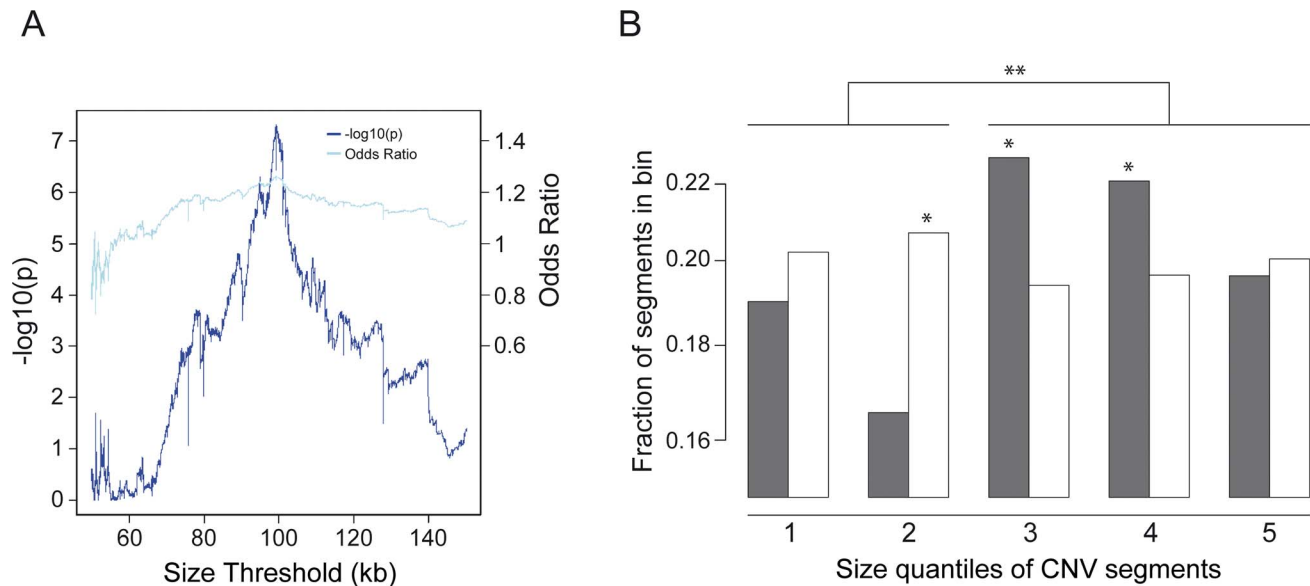 A
-log10(p)
Odds Ratio
7
6
5
4
3
2
1
0
-log10(p)
1.4
1.2
1
0.8
0.6
Odds Ratio
60 80 100 120 140
Size Threshold (kb)
B
**
* *
*
0.22
0.20
0.18
0.16
Fraction of segments in bin
1 2 3 4 5
Size quantiles of CNV segments